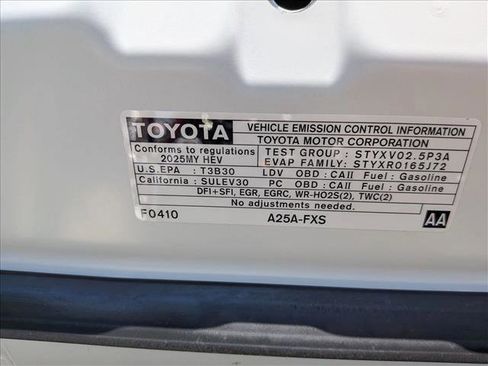 TOYOTA VEHICLE EMISSION CONTROL INFORMATION
TOYOTA MOTOR CORPORATION
Conforms to regulations
2025MY HEV
TEST GROUP : STYXV02.5P3A
EVAP FAMILY: STYXR0165J72
U.S.EPA : T3B30 LDV OBD : CAII Fuel : Gasoline
California : SULEV30 PC OBD : CAII Fuel : Gasoline
DFI+SFI, EGR, EGRC, WR-HO2S(2), TWC(2)
No adjustments needed.
F0410 A25A-FXS AA